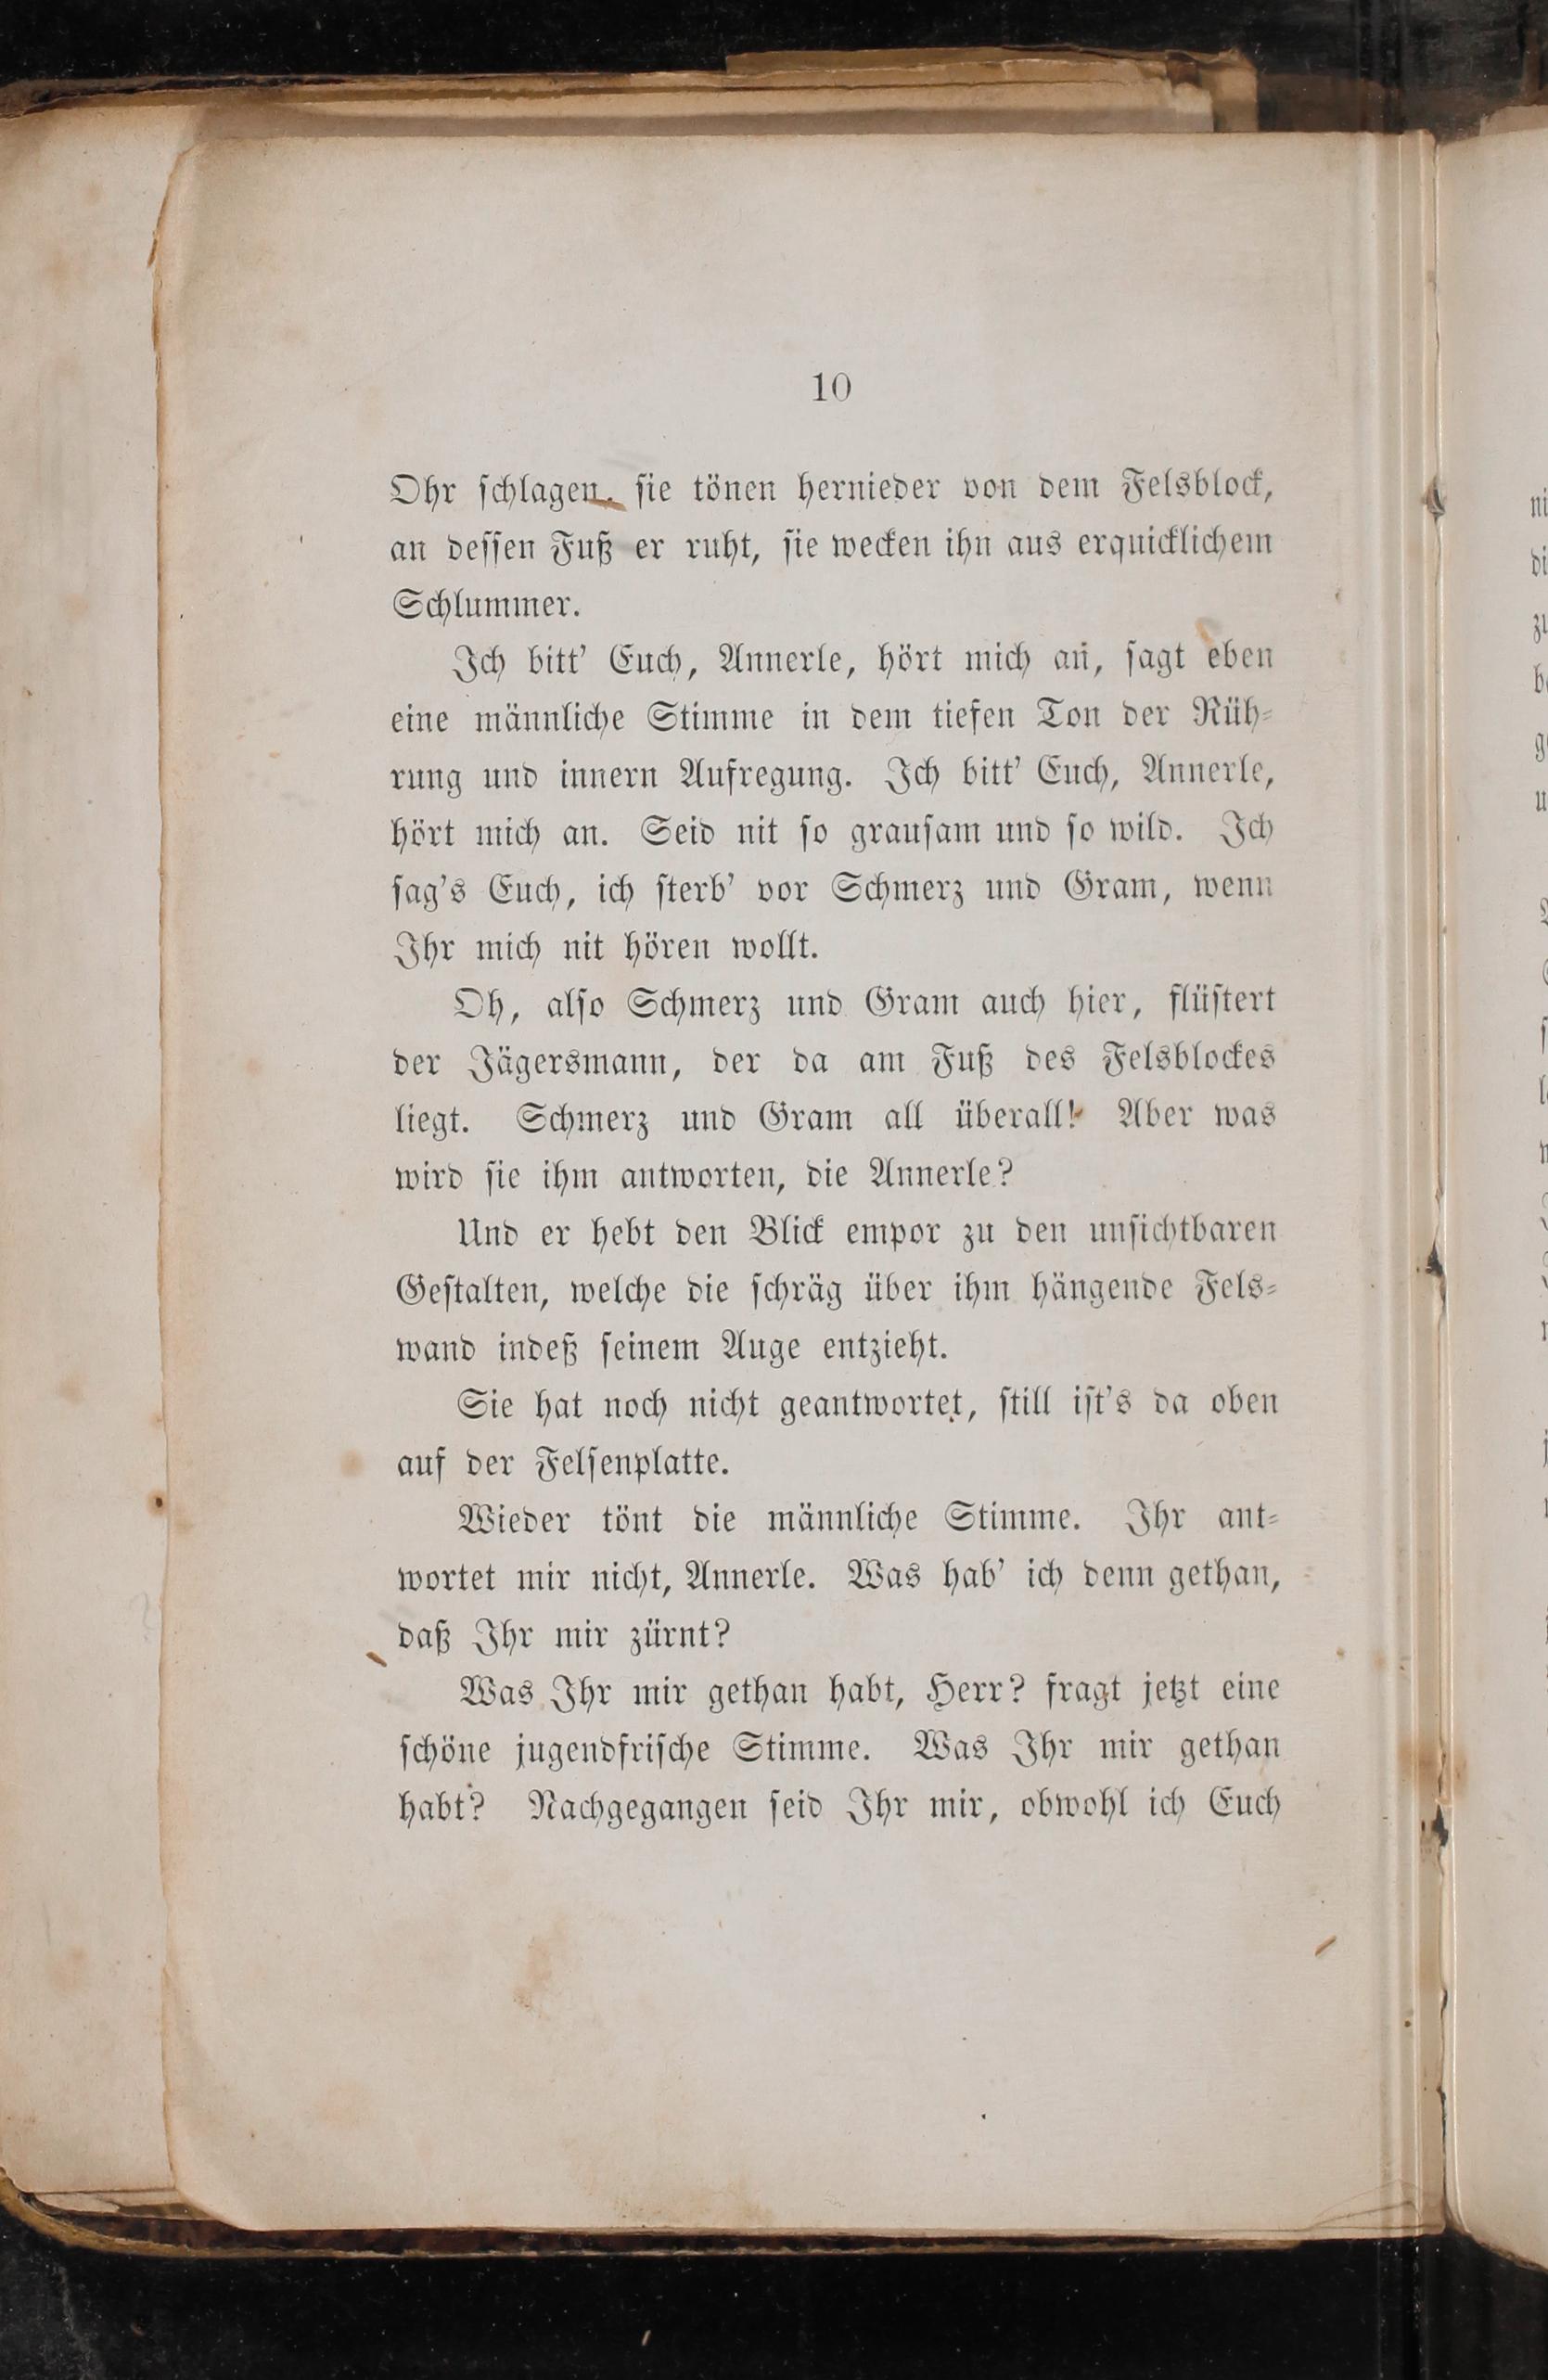 10
Ohr ſchlagen, ſie tönen hernieder von dem Felsblock,
an deſſen Fuß er ruht, ſie wecken ihn aus erquicklichem
Schlummer.
Ich bitt’ Euch, Annerle, hört mich an, ſagt eben
eine männliche Stimme in dem tiefen Ton der Rüh-
rung und innern Aufregung. Ich bitt’ Euch, Annerle,
hört mich an. Seid nit ſo grauſam und ſo wild. Ich
ſag’s Euch, ich ſterb’ vor Schmerz und Gram, wenn
Ihr mich nit hören wollt.
Oh, alſo Schmerz und Gram auch hier, flüſtert
der Jägersmann, der da am Fuß des Felsblockes
liegt. Schmerz und Gram all überall! Aber was
wird ſie ihm antworten, die Annerle?
Und er hebt den Blick empor zu den unſichtbaren
Geſtalten, welche die ſchräg über ihm hängende Fels-
wand indeß ſeinem Auge entzieht.
Sie hat noch nicht geantwortet, ſtill iſt’s da oben
auf der Felſenplatte.
Wieder tönt die männliche Stimme. Ihr ant-
wortet mir nicht, Annerle. Was hab’ ich denn gethan,
daß Ihr mir zürnt?
Was Ihr mir gethan habt, Herr? fragt jetzt eine
ſchöne jugendfriſche Stimme. Was Ihr mir gethan
habt? Nachgegangen ſeid Ihr mir, obwohl ich Euch